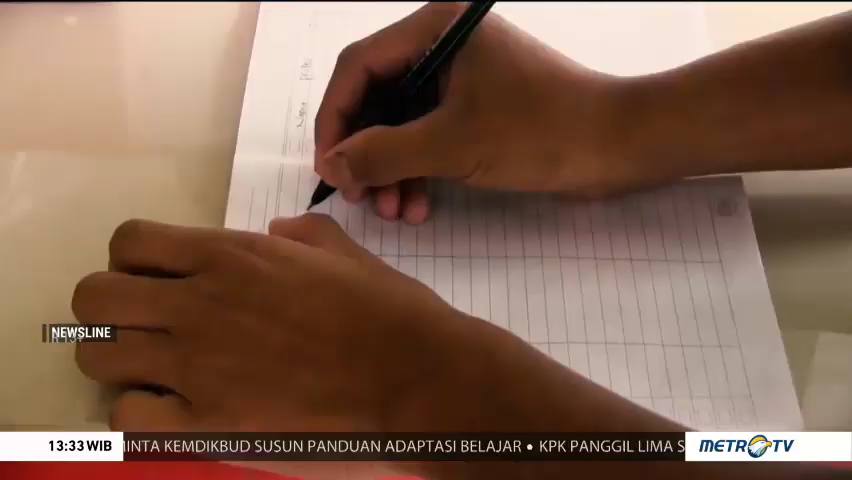 NEWSLINE
13:33 WIB
INTA KEMDIKBUD SUSUN PANDUAN ADAPTASI BELAJAR • KPK PANGGIL LIMA S
METRO TV